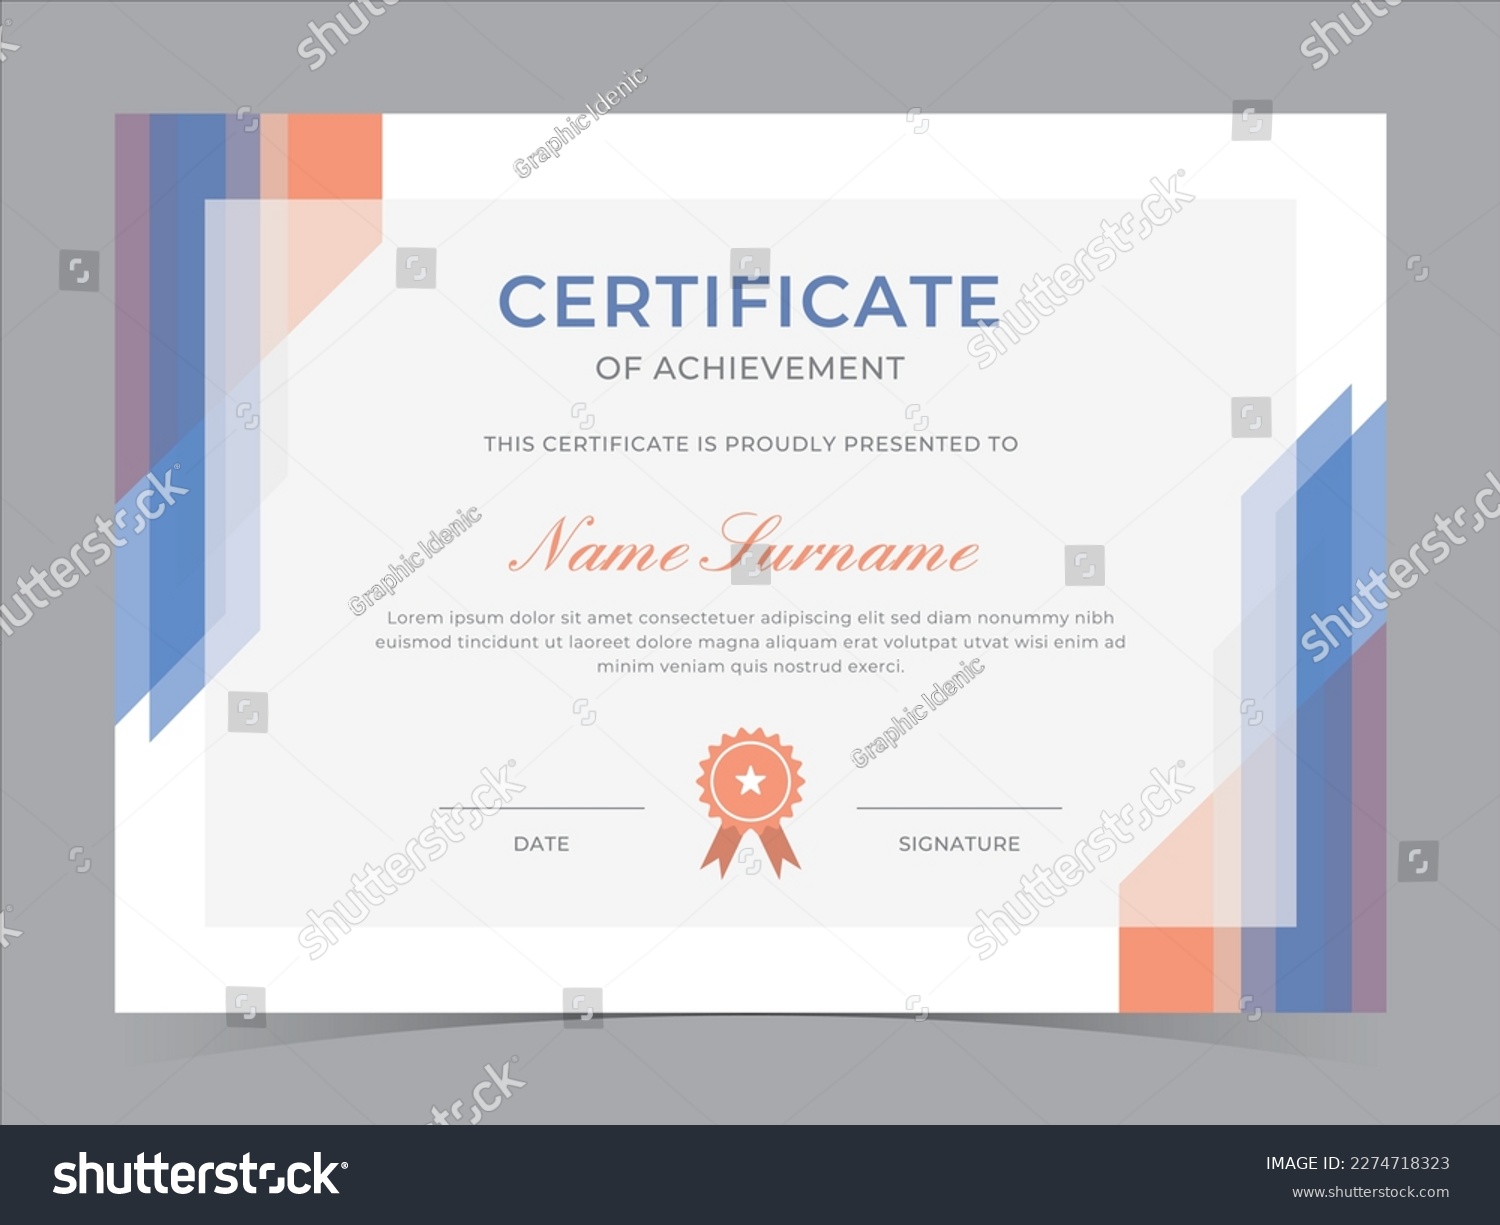 CERTIFICATE
OF ACHIEVEMENT
THIS CERTIFICATE IS PROUDLY PRESENTED TO
Name Surname
Lorem ipsum dolor sit amet consectetuer adipiscing elit sed diam nonummy nibh
euismod tincidunt ut laoreet dolore magna aliquam erat volutpat utvat wisi enim ad
minim veniam quis nostrud exerci.
DATE
SIGNATURE
shutterstock
shutterstock
shutterstock
shutterstock
shutterstock
shutterstock
shutterstock
shutterstock
Graphic Idenic
Graphic Idenic
Graphic Idenic
shutterstock
IMAGE ID: 2274718323
www.shutterstock.com